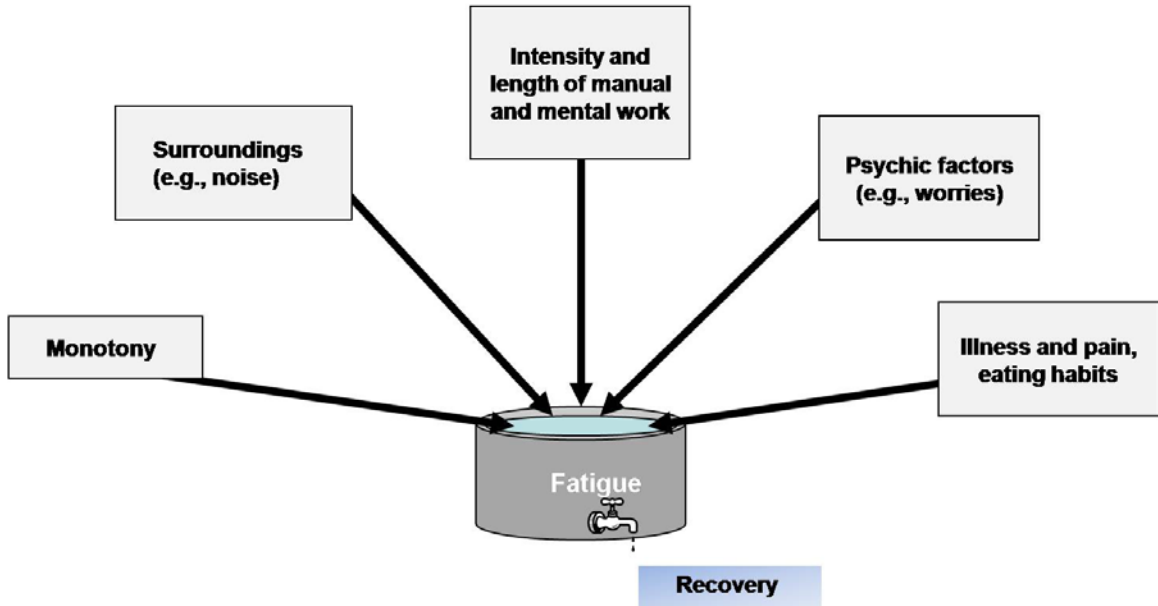 Intensity and
length of manual
and mental work
Surroundings
(e.g., noise)
Psychic factors
(e.g., worries)
Monotony
Illness and pain,
eating habits
Fatigue
Recovery